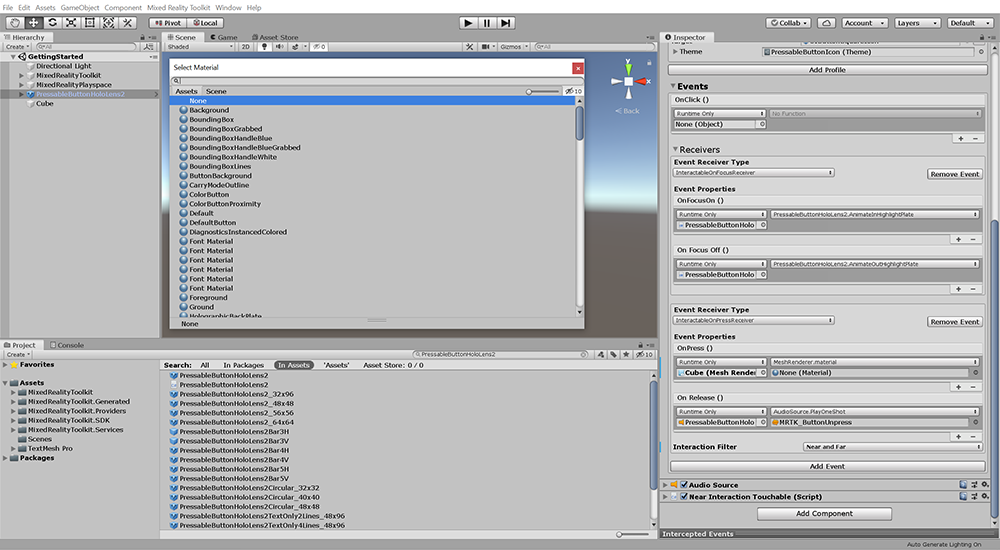 File Edit Assets GameObject Component Mixed Reality Toolkit Window Help
Pivot Local Collab Account Layers Default
Hierarchy
Create All
GettingStarted
Directional Light
MixedRealityToolkit
MixedRealityPlayspace
PressableButtonHoloLens2
Cube
Scene Game Asset Store
Shaded 2D 0 Gizmos All
Back
Select Material
Assets Scene 10
None
Background
BoundingBox
BoundingBoxGrabbed
BoundingBoxHandleBlue
BoundingBoxHandleBlueGrabbed
BoundingBoxHandleWhite
BoundingBoxLines
ButtonBackground
CarryModeOutline
ColorButton
ColorButtonProximity
Default
DefaultButton
DiagnosticsInstancedColored
Font Material
Font Material
Font Material
Font Material
Font Material
Font Material
Foreground
Ground
HolographicBackPlate
None
Project Console
Create PressableButtonHoloLens2 10
Favorites
Assets
MixedRealityToolkit
MixedRealityToolkit.Generated
MixedRealityToolkit.Providers
MixedRealityToolkit.SDK
MixedRealityToolkit.Services
Scenes
TextMesh Pro
Packages
Search: All In Packages In Assets 'Assets' Asset Store: 0 / 0
PressableButtonHoloLens2
PressableButtonHoloLens2
PressableButtonHoloLens2_32x96
PressableButtonHoloLens2_48x48
PressableButtonHoloLens2_56x56
PressableButtonHoloLens2_64x64
PressableButtonHoloLens2Bar3H
PressableButtonHoloLens2Bar3V
PressableButtonHoloLens2Bar4H
PressableButtonHoloLens2Bar4V
PressableButtonHoloLens2Bar5H
PressableButtonHoloLens2Bar5V
PressableButtonHoloLens2Circular_32x32
PressableButtonHoloLens2Circular_40x40
PressableButtonHoloLens2Circular_48x48
PressableButtonHoloLens2TextOnly2Lines_48x96
PressableButtonHoloLens2TextOnly4Lines_48x96
Inspector
Theme PressableButtonIcon (Theme)
Add Profile
Events
OnClick ()
Runtime Only No Function
None (Object)
Receivers
Event Receiver Type
InteractableOnFocusReceiver Remove Event
Event Properties
OnFocusOn ()
Runtime Only PressableButtonHoloLens2.AnimateInHighlightPlate
PressableButtonHolo
On Focus Off ()
Runtime Only PressableButtonHoloLens2.AnimateOutHighlightPlate
PressableButtonHolo
Event Receiver Type
InteractableOnPressReceiver Remove Event
Event Properties
OnPress ()
Runtime Only MeshRenderer.material
Cube (Mesh Render None (Material)
On Release ()
Runtime Only AudioSource.PlayOneShot
PressableButtonHolo MRTK_ButtonUnpress
Interaction Filter Near and Far
Add Event
Audio Source
Near Interaction Touchable (Script)
Add Component
Intercepted Events
Auto Generate Lighting On